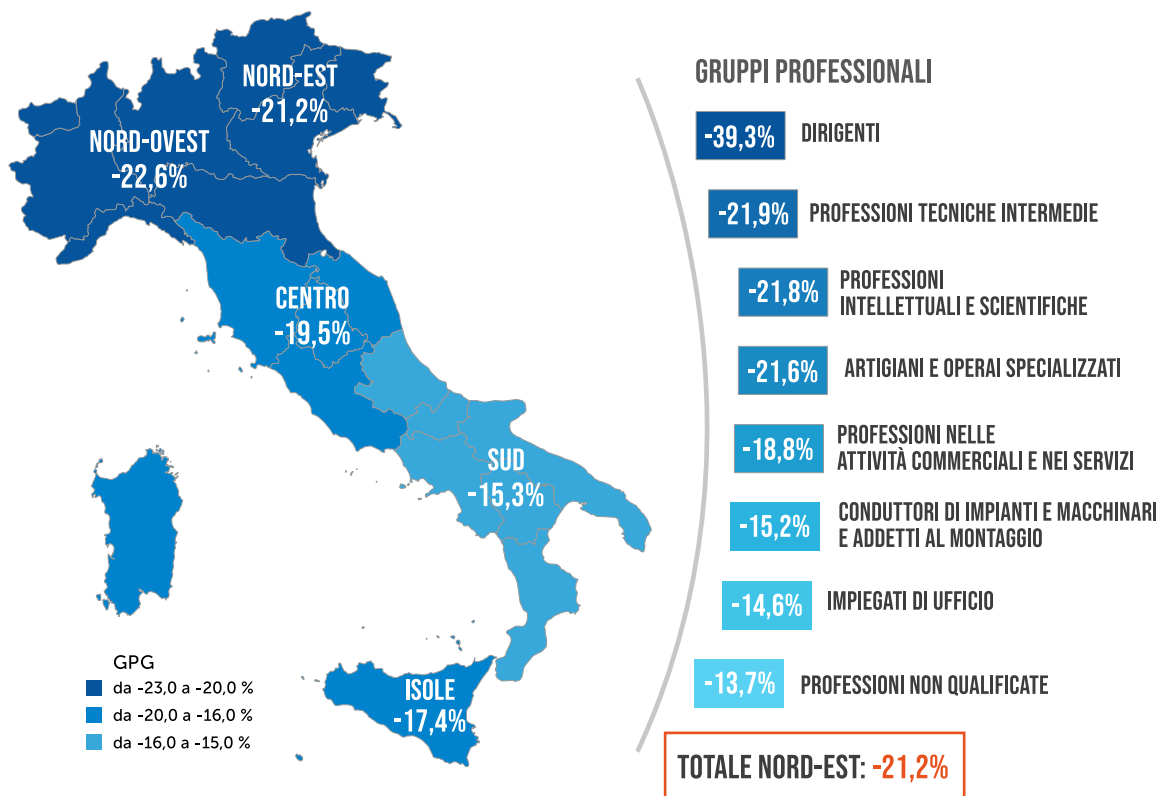 NORD-EST
-21,2%
NORD-OVEST
-22,6%
CENTRO
-19,5%
SUD
-15,3%
ISOLE
-17,4%
GPG
da -23,0 a -20,0 %
da -20,0 a -16,0 %
da -16,0 a -15,0 %
GRUPPI PROFESSIONALI
-39,3% DIRIGENTI
-21,9% PROFESSIONI TECNICHE INTERMEDIE
-21,8% PROFESSIONI
INTELLETTUALI E SCIENTIFICHE
-21,6% ARTIGIANI E OPERAI SPECIALIZZATI
-18,8% PROFESSIONI NELLE
ATTIVITÀ COMMERCIALI E NEI SERVIZI
-15,2% CONDUTTORI DI IMPIANTI E MACCHINARI
E ADDETTI AL MONTAGGIO
-14,6% IMPIEGATI DI UFFICIO
-13,7% PROFESSIONI NON QUALIFICATE
TOTALE NORD-EST: -21,2%